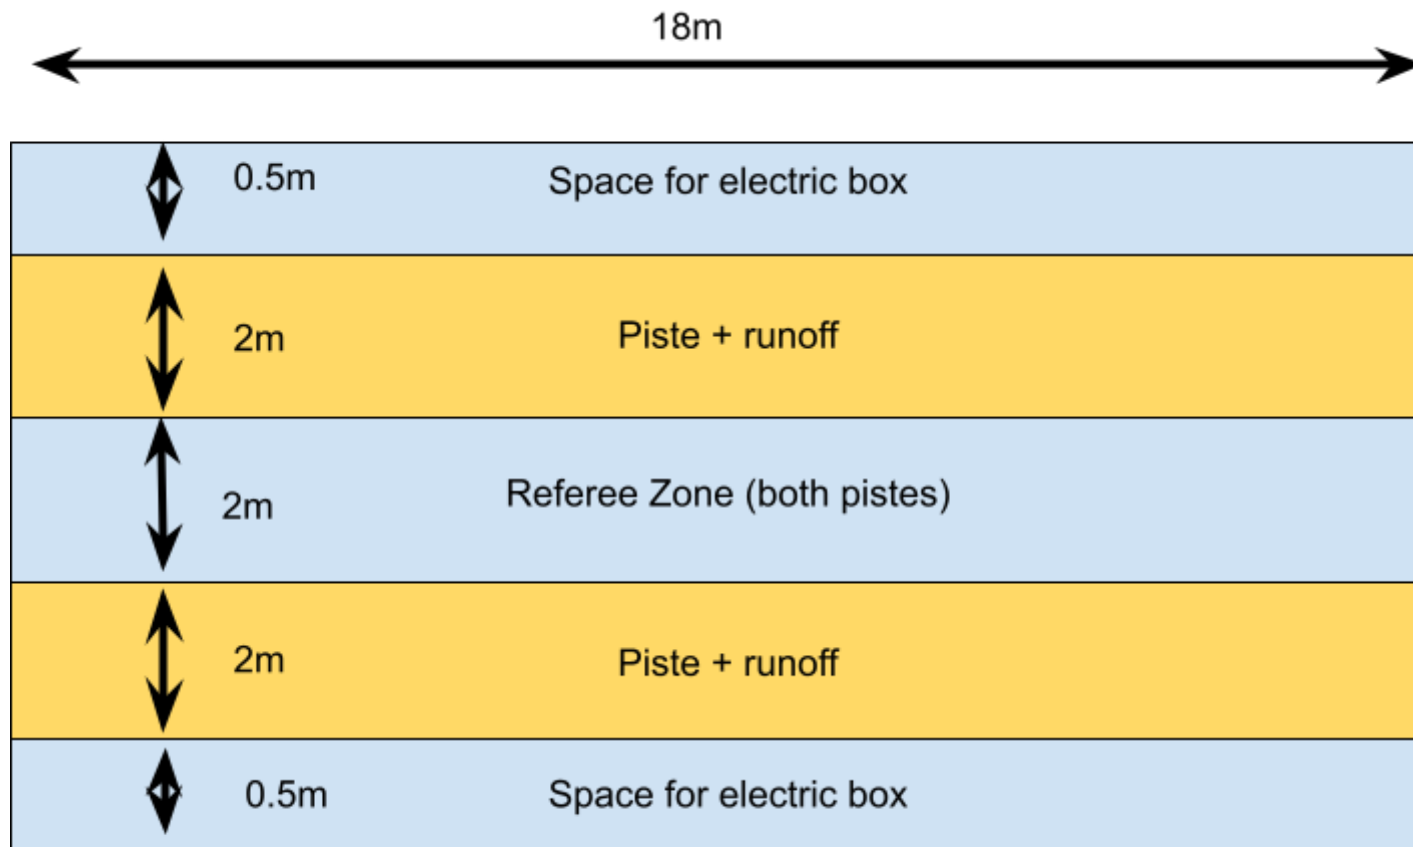 18m
0.5m Space for electric box
2m Piste + runoff
2m Referee Zone (both pistes)
2m Piste + runoff
0.5m Space for electric box